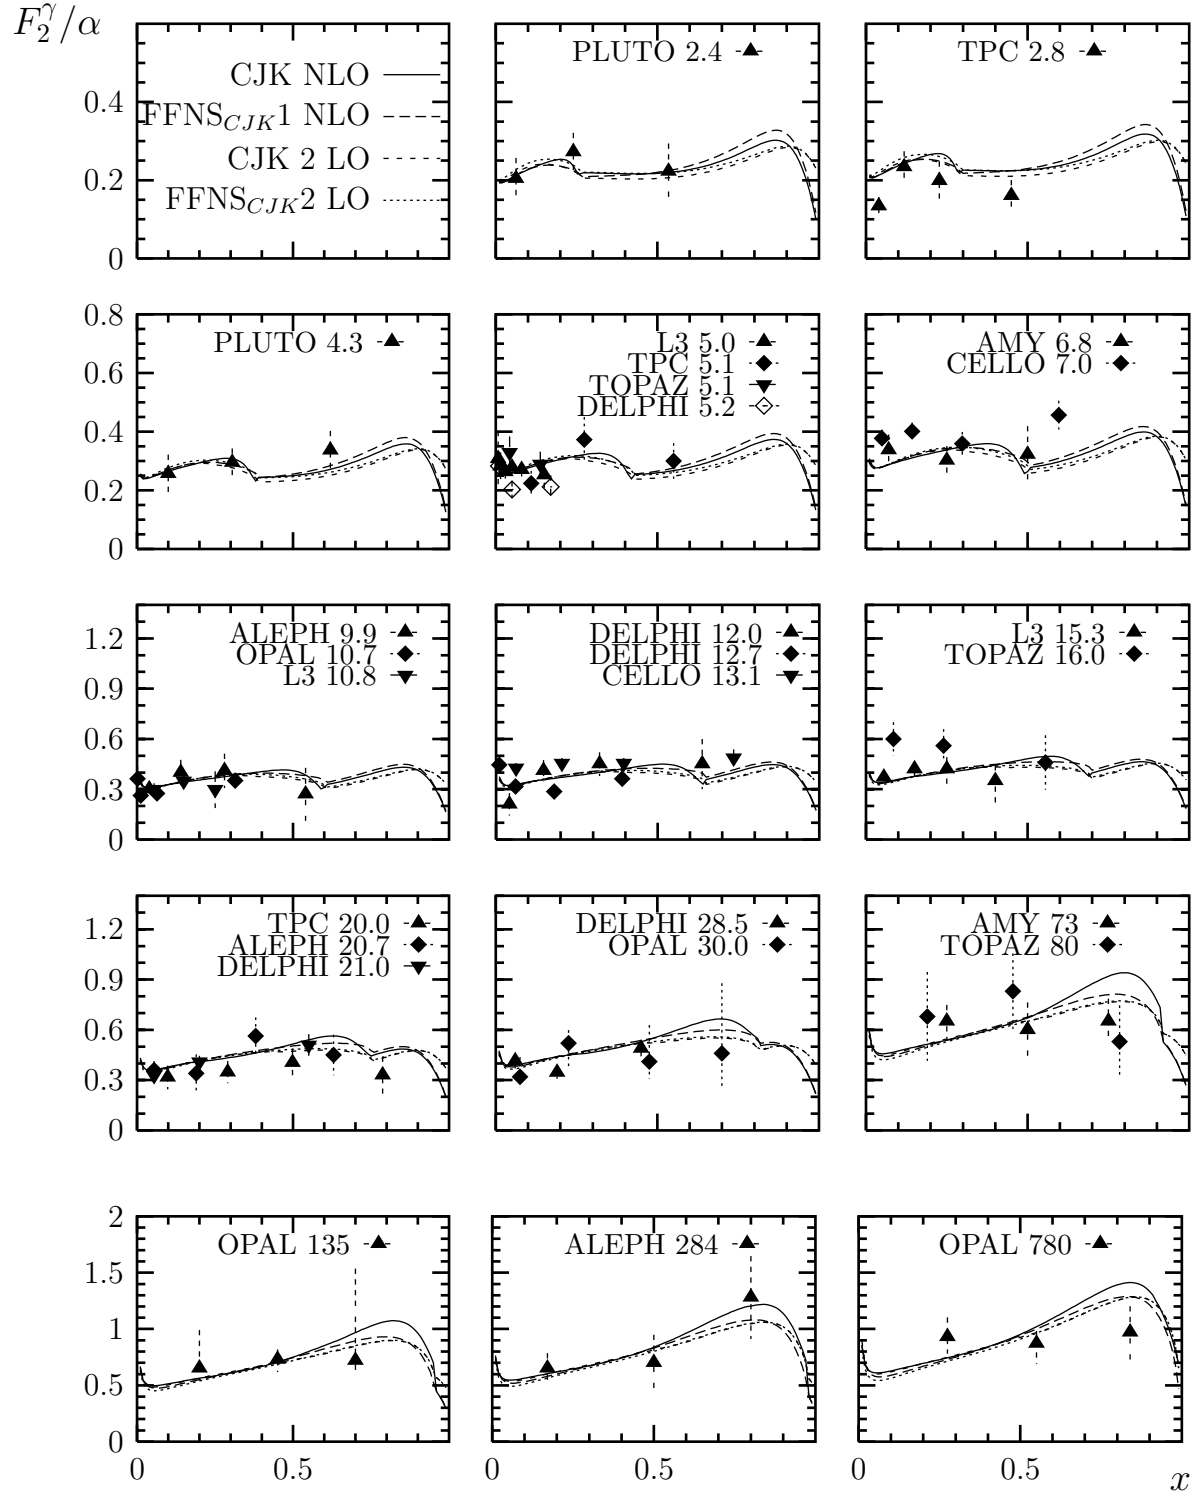 F₂^γ/α
CJK NLO
FFNS_{CJK}1 NLO
CJK 2 LO
FFNS_{CJK}2 LO
0.4
0.2
0
PLUTO 2.4
TPC 2.8
0.8
0.6
0.4
0.2
0
PLUTO 4.3
L3 5.0
TPC 5.1
TOPAZ 5.1
DELPHI 5.2
AMY 6.8
CELLO 7.0
1.2
0.9
0.6
0.3
0
ALEPH 9.9
OPAL 10.7
L3 10.8
DELPHI 12.0
DELPHI 12.7
CELLO 13.1
L3 15.3
TOPAZ 16.0
1.2
0.9
0.6
0.3
0
TPC 20.0
ALEPH 20.7
DELPHI 21.0
DELPHI 28.5
OPAL 30.0
AMY 73
TOPAZ 80
2
1.5
1
0.5
0
OPAL 135
ALEPH 284
OPAL 780
0 0.5 0 0.5 0 0.5 x